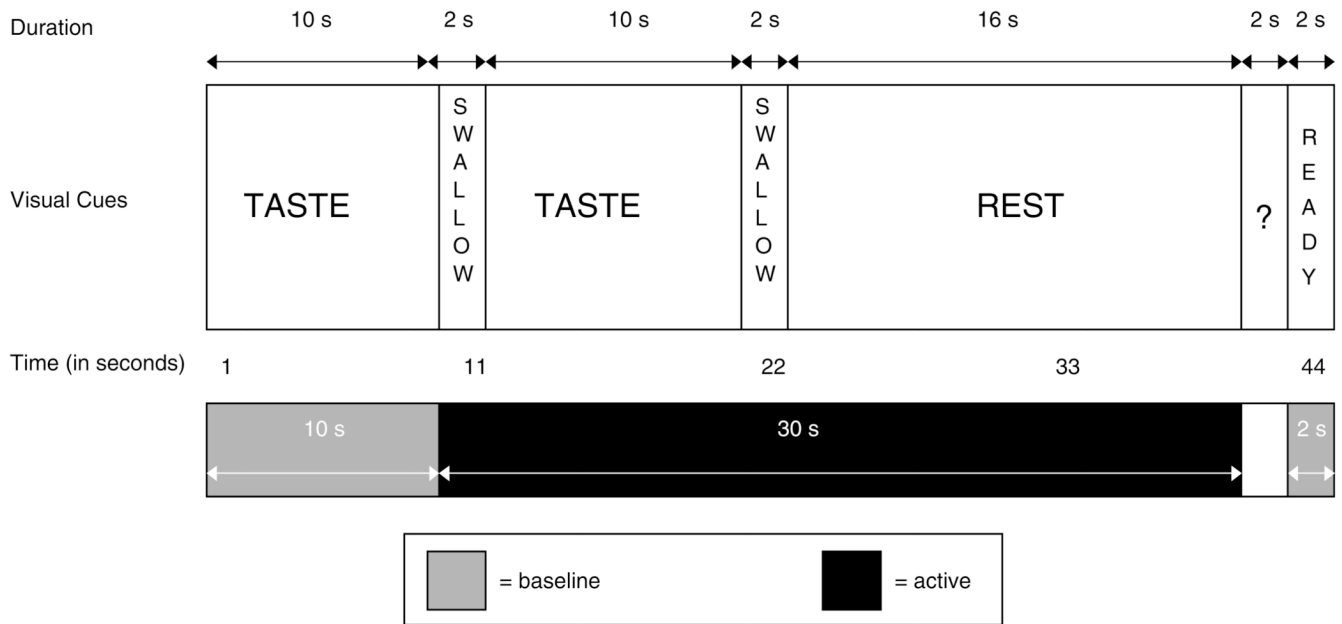 Duration 10 s 2 s 10 s 2 s 16 s 2 s 2 s
Visual Cues TASTE SWALLOW TASTE SWALLOW REST ? READY
Time (in seconds) 1 11 22 33 44
10 s 30 s 2 s
= baseline = active